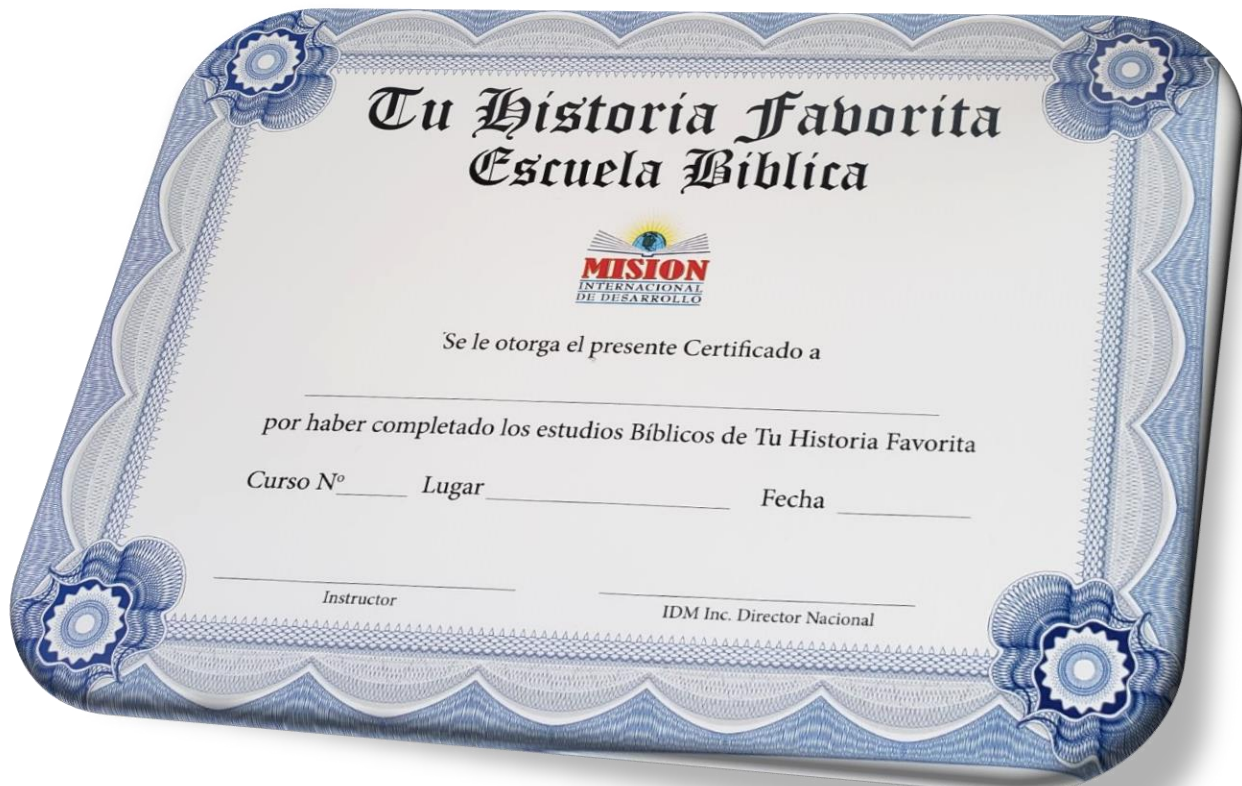 Tu Historia Favorita
Escuela Biblica
MISION
INTERNACIONAL
DE DESARROLLO
Se le otorga el presente Certificado a
por haber completado los estudios Bíblicos de Tu Historia Favorita
Curso Nº Lugar Fecha
Instructor
IDM Inc. Director Nacional